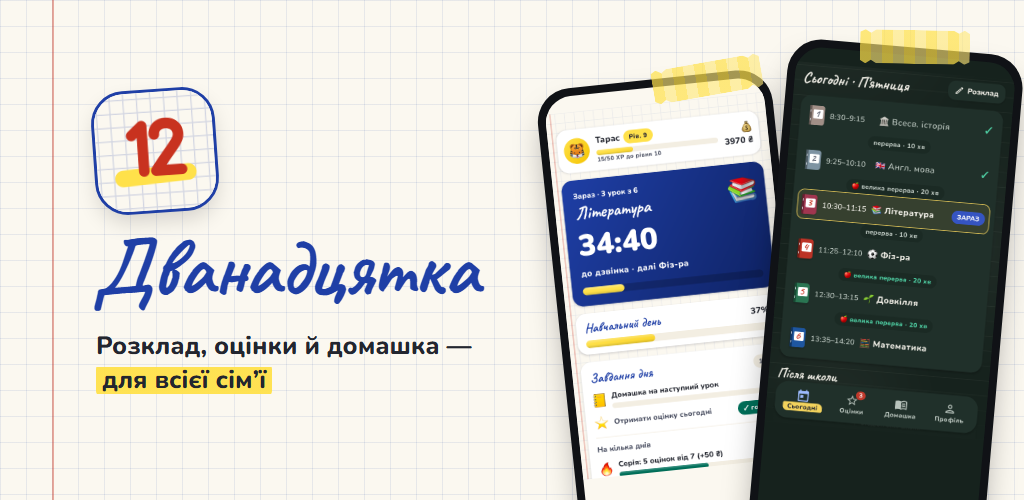 12
Дванадцятка
Розклад, оцінки й домашка —
для всієї сім’ї
Тарас Рів. 9
15/50 XP до рівня 10
3970 ₴
Зараз · 3 урок з 6
Література
34:40
до дзвінка · далі Фіз-ра
Навчальний день
37%
Завдання дня
Домашка на наступний урок
Отримати оцінку сьогодні
На кілька днів
Серія: 5 оцінок від 7 (+50 ₴)
Сьогодні · П'ятниця
Розклад
1 8:30–9:15 Всесв. історія
перерва · 10 хв
2 9:25–10:10 Англ. мова
велика перерва · 20 хв
3 10:30–11:15 Література ЗАРАЗ
перерва · 10 хв
4 11:25–12:10 Фіз-ра
велика перерва · 20 хв
5 12:30–13:15 Довкілля
велика перерва · 20 хв
6 13:35–14:20 Математика
Після школи
3
Сьогодні Оцінки Домашка Профіль